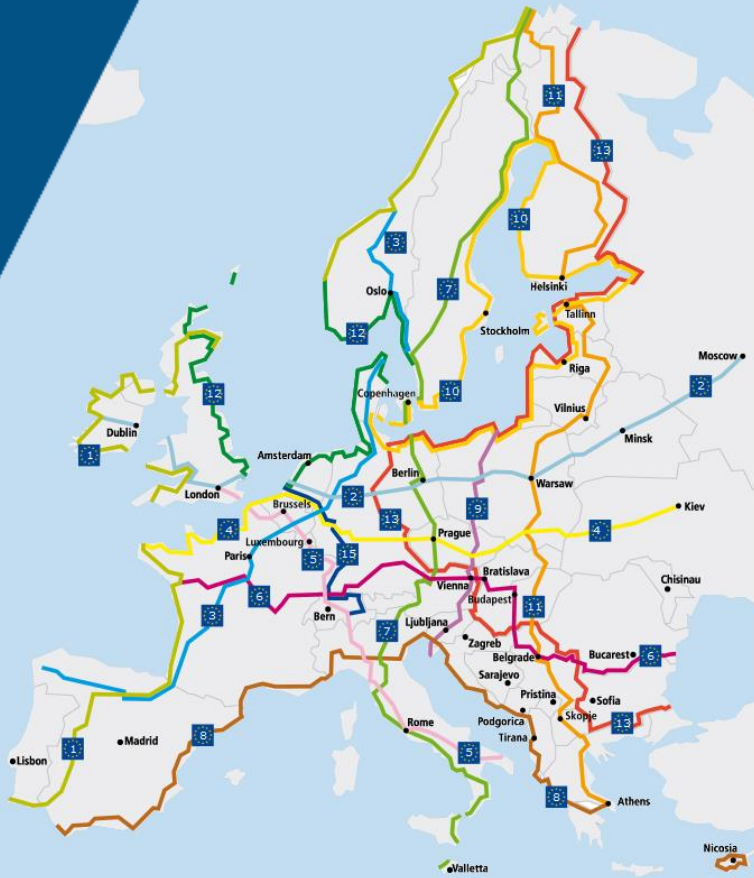 11
13
3
10
Oslo
7
Helsinki
12
Tallinn
Stockholm
Moscow
Riga
2
12
Copenhagen
10
Vilnius
Dublin
Minsk
1
Amsterdam
Berlin
Warsaw
London
2
Brussels
9
Kiev
4
13
4
Prague
Luxembourg
15
Paris
5
Bratislava
Chisinau
Vienna
6
Budapest
3
11
Bern
Ljubljana
7
Zagreb
Bucarest
6
Belgrade
Sarajevo
Pristina
Sofia
Rome
Podgorica
Skopje
13
8
Madrid
1
Tirana
5
Lisbon
8
Athens
Nicosia
Valletta